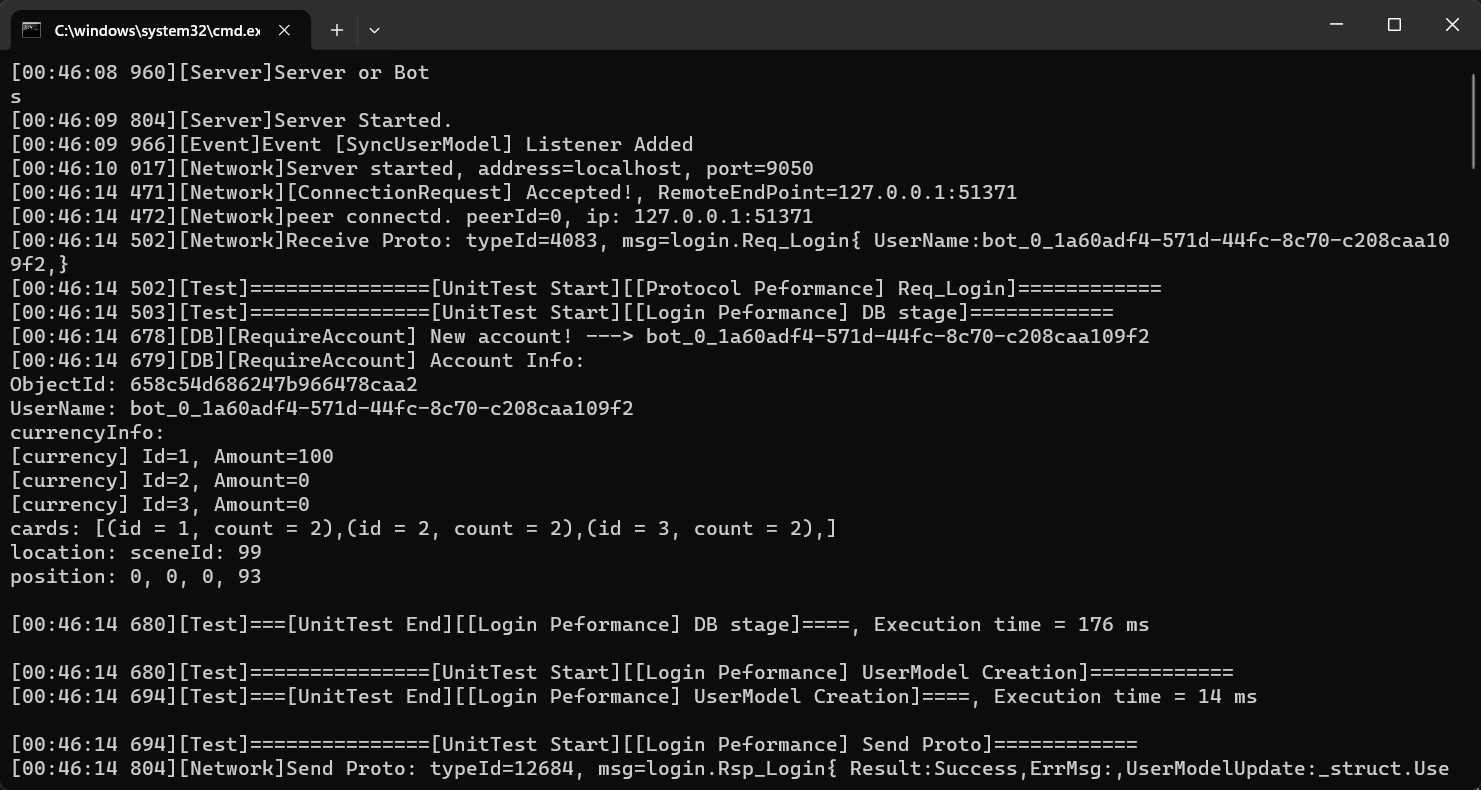 C:\windows\system32\cmd.ex
[00:46:08 960][Server]Server or Bot
s
[00:46:09 804][Server]Server Started.
[00:46:09 966][Event]Event [SyncUserModel] Listener Added
[00:46:10 017][Network]Server started, address=localhost, port=9050
[00:46:14 471][Network][ConnectionRequest] Accepted!, RemoteEndPoint=127.0.0.1:51371
[00:46:14 472][Network]peer connectd. peerId=0, ip: 127.0.0.1:51371
[00:46:14 502][Network]Receive Proto: typeId=4083, msg=login.Req_Login{ UserName:bot_0_1a60adf4-571d-44fc-8c70-c208caa10
9f2,}
[00:46:14 502][Test]===============[UnitTest Start][[Protocol Peformance] Req_Login]============
[00:46:14 503][Test]===============[UnitTest Start][[Login Peformance] DB stage]============
[00:46:14 678][DB][RequireAccount] New account! ---> bot_0_1a60adf4-571d-44fc-8c70-c208caa109f2
[00:46:14 679][DB][RequireAccount] Account Info:
ObjectId: 658c54d686247b966478caa2
UserName: bot_0_1a60adf4-571d-44fc-8c70-c208caa109f2
currencyInfo:
[currency] Id=1, Amount=100
[currency] Id=2, Amount=0
[currency] Id=3, Amount=0
cards: [(id = 1, count = 2),(id = 2, count = 2),(id = 3, count = 2),]
location: sceneId: 99
position: 0, 0, 0, 93
[00:46:14 680][Test]===[UnitTest End][[Login Peformance] DB stage]====, Execution time = 176 ms
[00:46:14 680][Test]===============[UnitTest Start][[Login Peformance] UserModel Creation]============
[00:46:14 694][Test]===[UnitTest End][[Login Peformance] UserModel Creation]====, Execution time = 14 ms
[00:46:14 694][Test]===============[UnitTest Start][[Login Peformance] Send Proto]============
[00:46:14 804][Network]Send Proto: typeId=12684, msg=login.Rsp_Login{ Result:Success,ErrMsg:,UserModelUpdate:_struct.Use